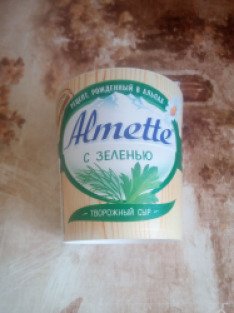 РЕЦЕПТ, РОЖДЕННЫЙ В АЛЬПАХ
Almette
С ЗЕЛЕНЬЮ
ТВОРОЖНЫЙ СЫР